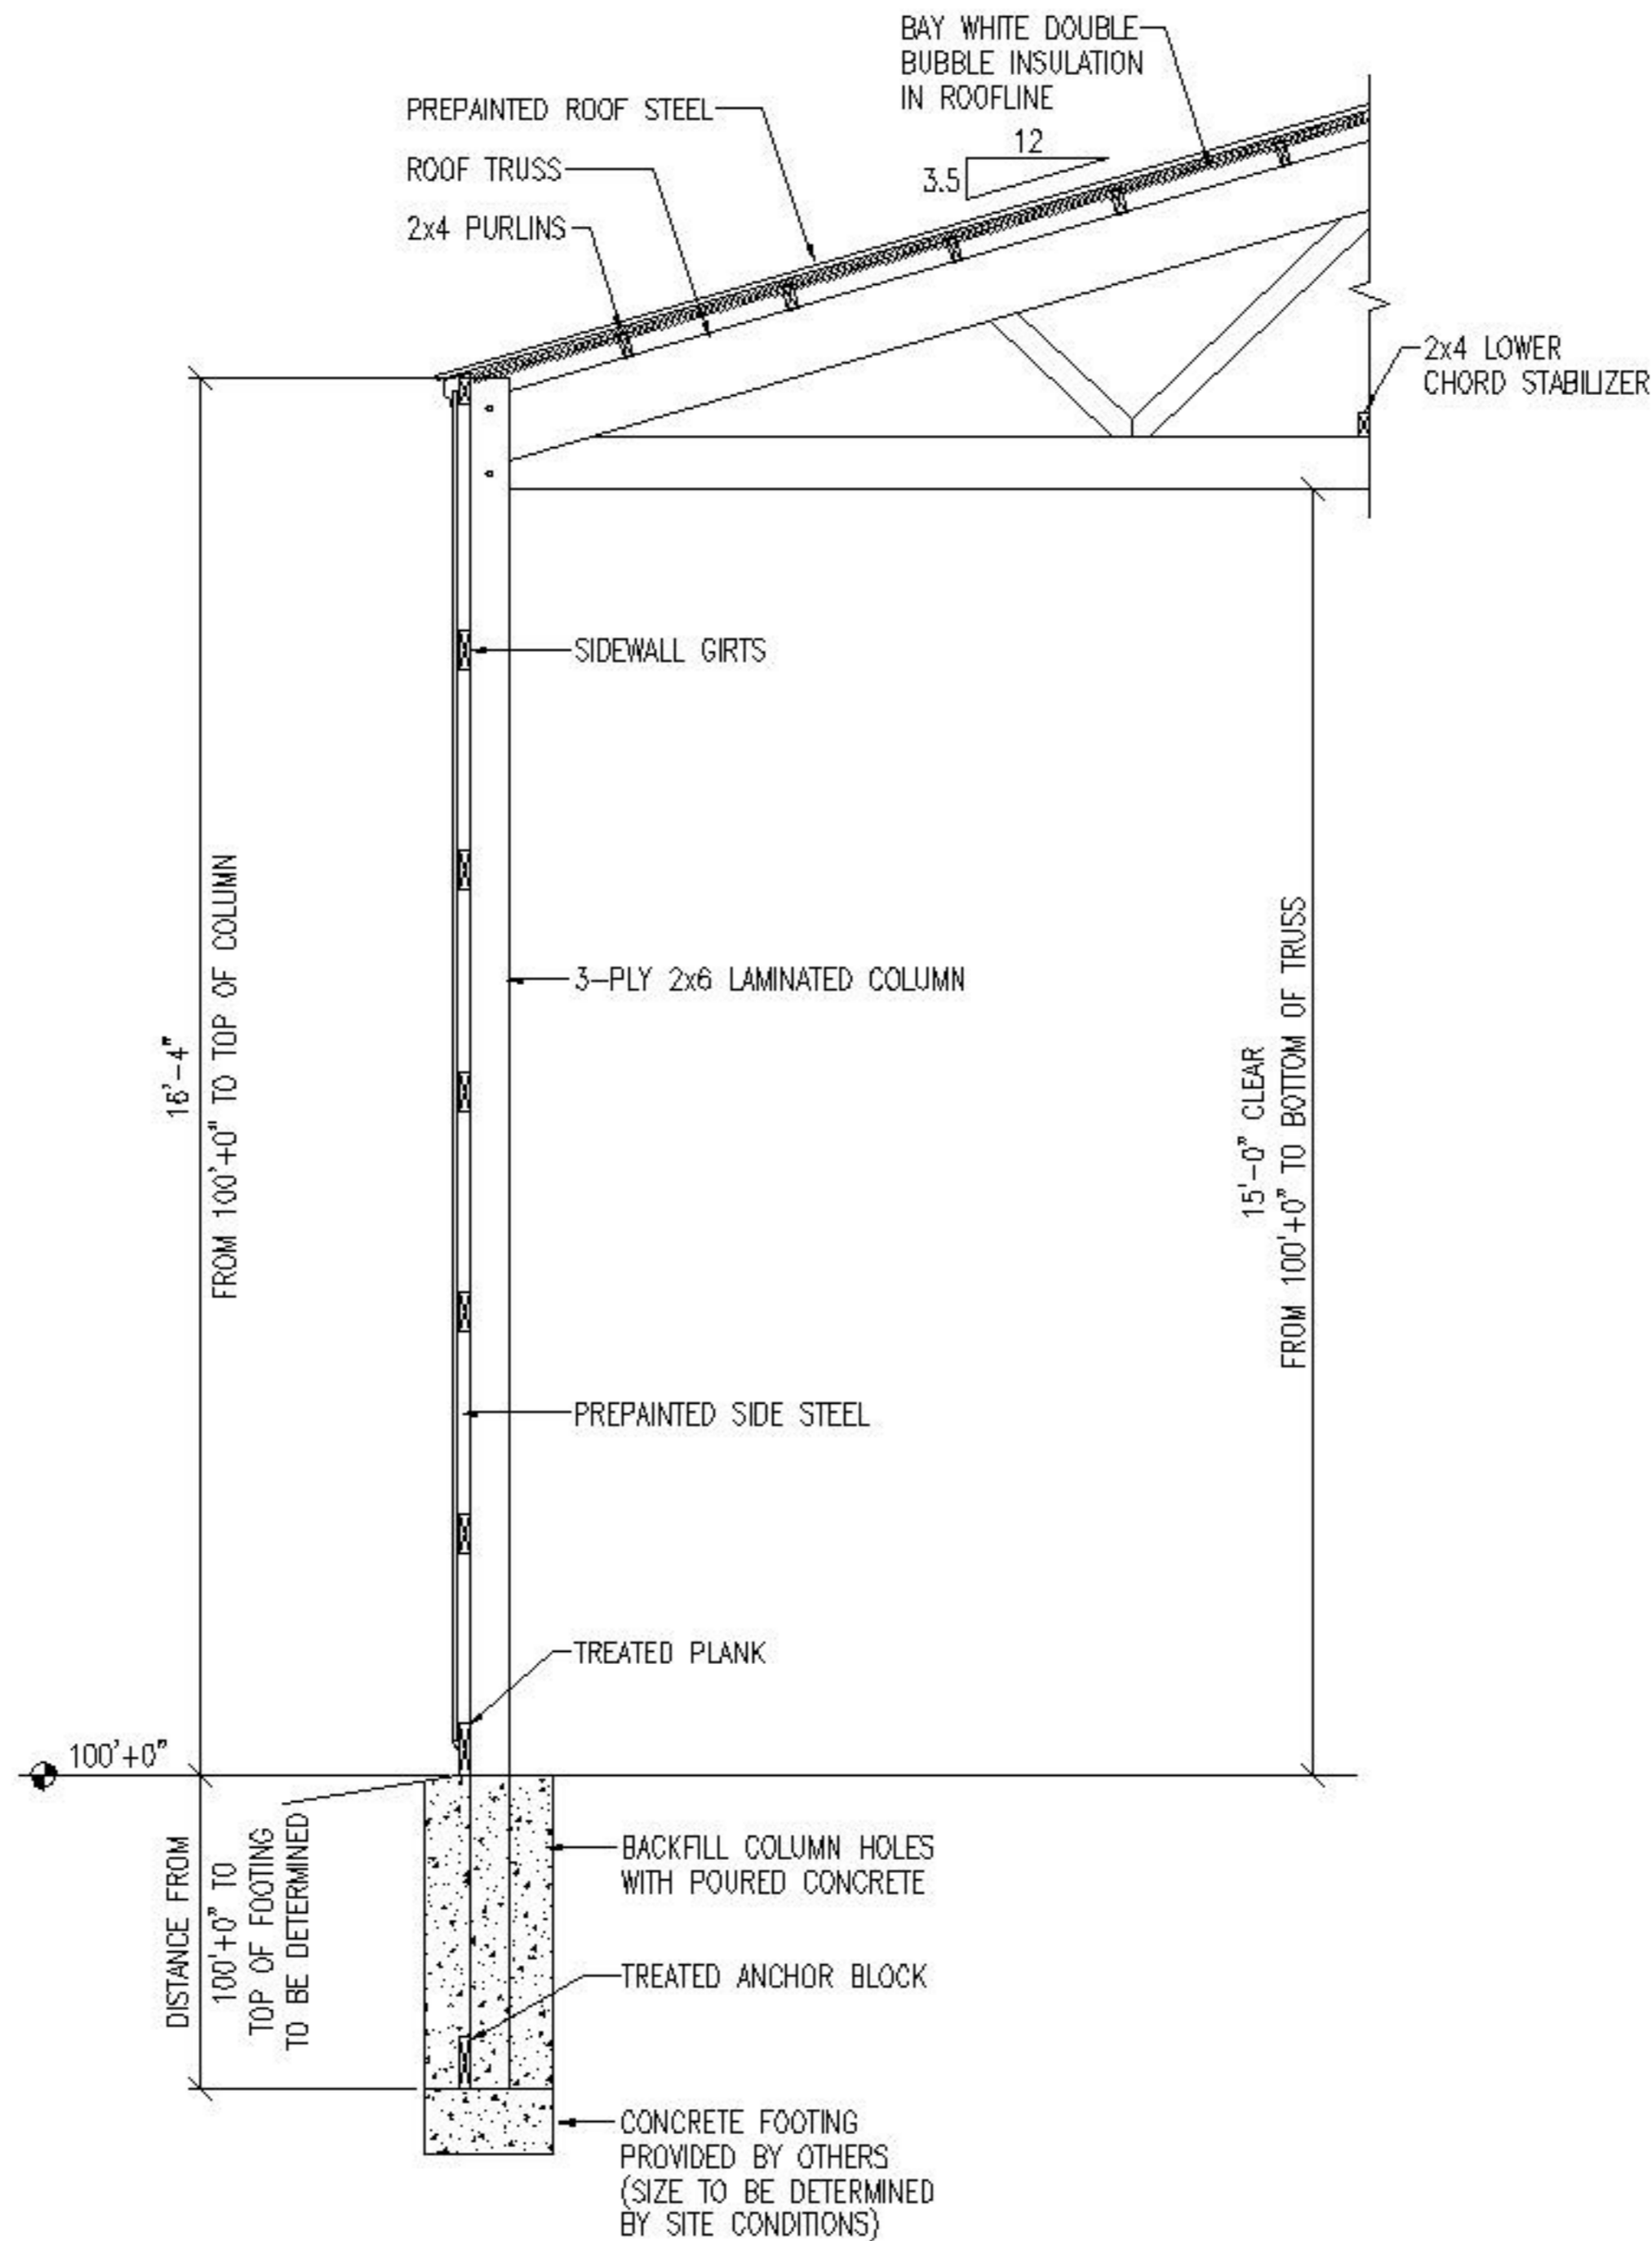 BAY WHITE DOUBLE
BUBBLE INSULATION
IN ROOFLINE
PREPAINTED ROOF STEEL
12
3.5
ROOF TRUSS
2x4 PURLINS
2x4 LOWER
CHORD STABILIZER
SIDEWALL GIRTS
3-PLY 2x6 LAMINATED COLUMN
16'-4"
FROM 100'+0" TO TOP OF COLUMN
15'-0" CLEAR
FROM 100'+0" TO BOTTOM OF TRUSS
PREPAINTED SIDE STEEL
TREATED PLANK
100'+0"
DISTANCE FROM
100'+0" TO
TOP OF FOOTING
TO BE DETERMINED
BACKFILL COLUMN HOLES
WITH POURED CONCRETE
TREATED ANCHOR BLOCK
CONCRETE FOOTING
PROVIDED BY OTHERS
(SIZE TO BE DETERMINED
BY SITE CONDITIONS)